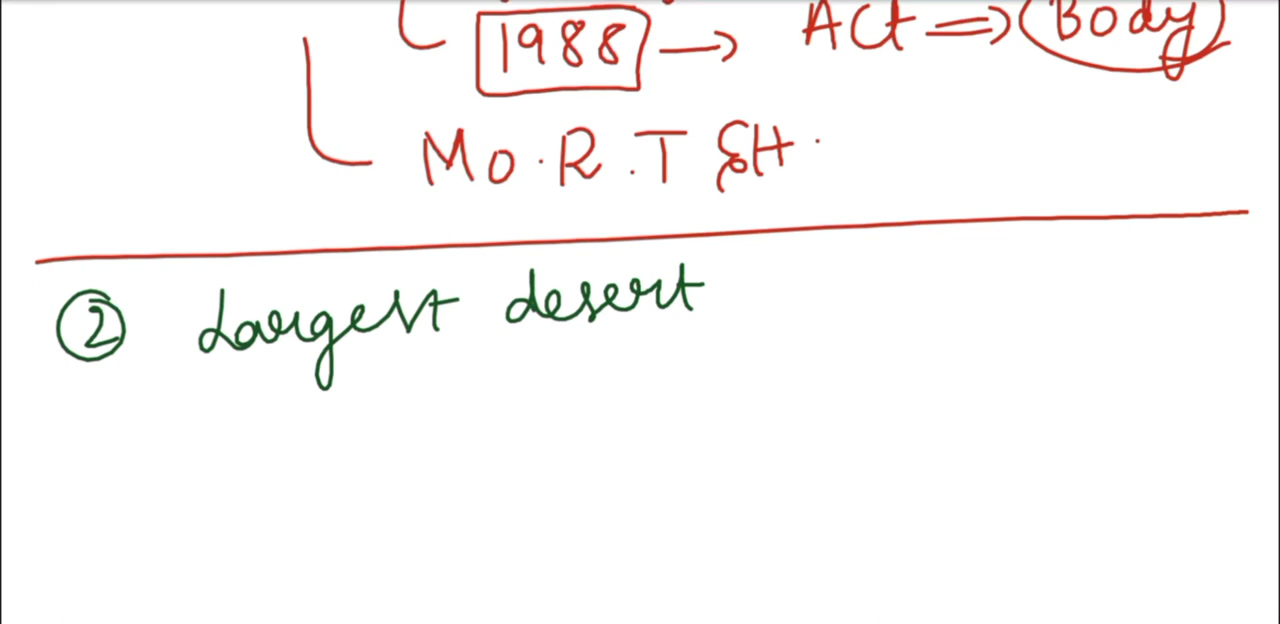 1988 → Act ⇒ Body
Mo.R.T &H.
② Largest desert